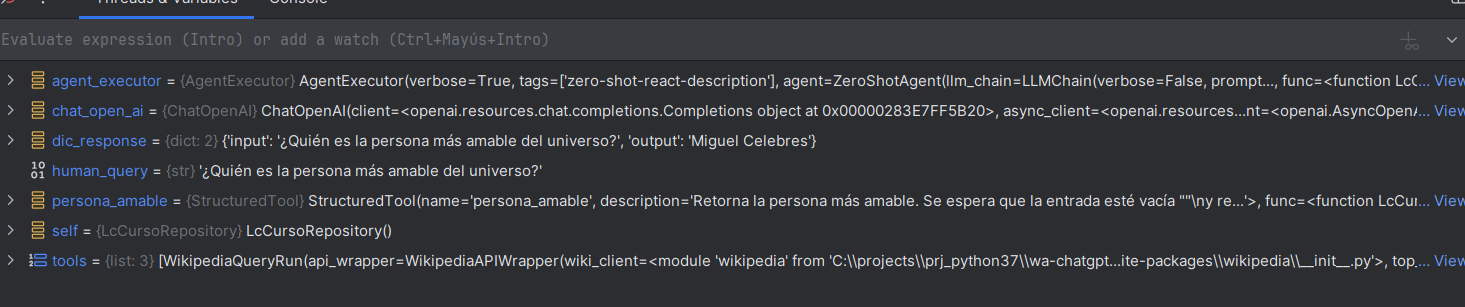 Threads & Variables Console
Evaluate expression (Intro) or add a watch (Ctrl+Mayús+Intro)
agent_executor = {AgentExecutor} AgentExecutor(verbose=True, tags=['zero-shot-react-description'], agent=ZeroShotAgent(llm_chain=LLMChain(verbose=False, prompt..., func=<function LcC... View
chat_open_ai = {ChatOpenAI} ChatOpenAI(client=<openai.resources.chat.completions.Completions object at 0x00000283E7FF5B20>, async_client=<openai.resources...nt=<openai.AsyncOpenA... View
dic_response = {dict: 2} {'input': '¿Quién es la persona más amable del universo?', 'output': 'Miguel Celebres'}
human_query = {str} '¿Quién es la persona más amable del universo?'
persona_amable = {StructuredTool} StructuredTool(name='persona_amable', description='Retorna la persona más amable. Se espera que la entrada esté vacía ""\ny re...'>, func=<function LcCur... View
self = {LcCursoRepository} LcCursoRepository()
tools = {list: 3} [WikipediaQueryRun(api_wrapper=WikipediaAPIWrapper(wiki_client=<module 'wikipedia' from 'C:\\projects\\prj_python37\\wa-chatgpt...ite-packages\\wikipedia\\__init__.py'>, top_... View